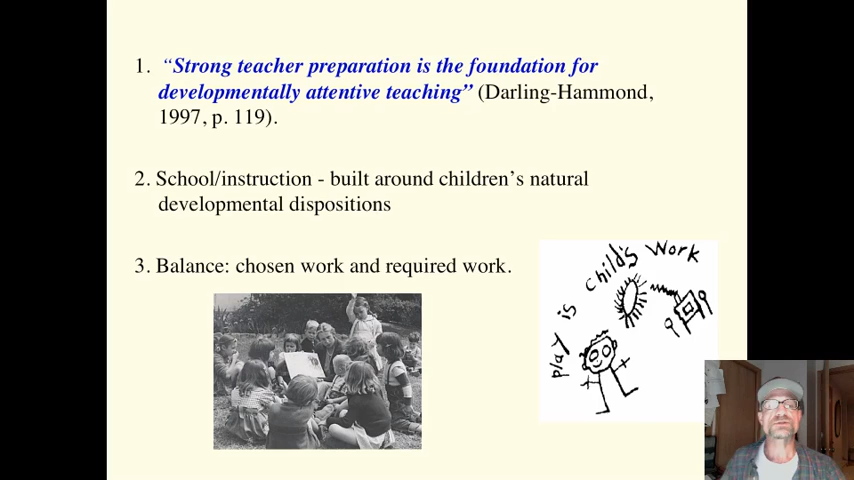 1. “Strong teacher preparation is the foundation for
developmentally attentive teaching” (Darling-Hammond,
1997, p. 119).
2. School/instruction - built around children’s natural
developmental dispositions
3. Balance: chosen work and required work.
play is child's work